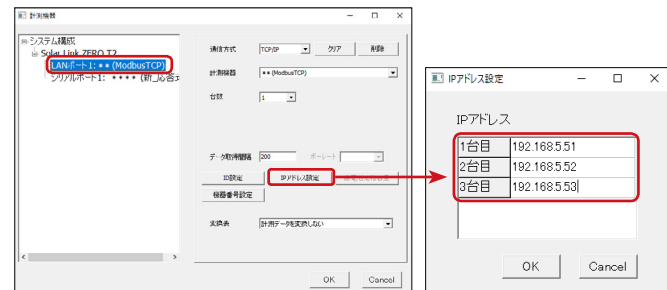 計測機器
システム構成
Solar Link ZERO T2
LANポート1: ** (ModbusTCP)
シリアルポート1: **** (新_応答式
通信方式 TCP/IP クリア 削除
計測機器 ** (ModbusTCP)
台数 1
データ取得間隔 200 ボーレート
ID設定 IPアドレス設定
機器番号設定
変換表 計測データを変換しない
OK Cancel
IPアドレス設定
IPアドレス
1台目 192.168.5.51
2台目 192.168.5.52
3台目 192.168.5.53
OK Cancel